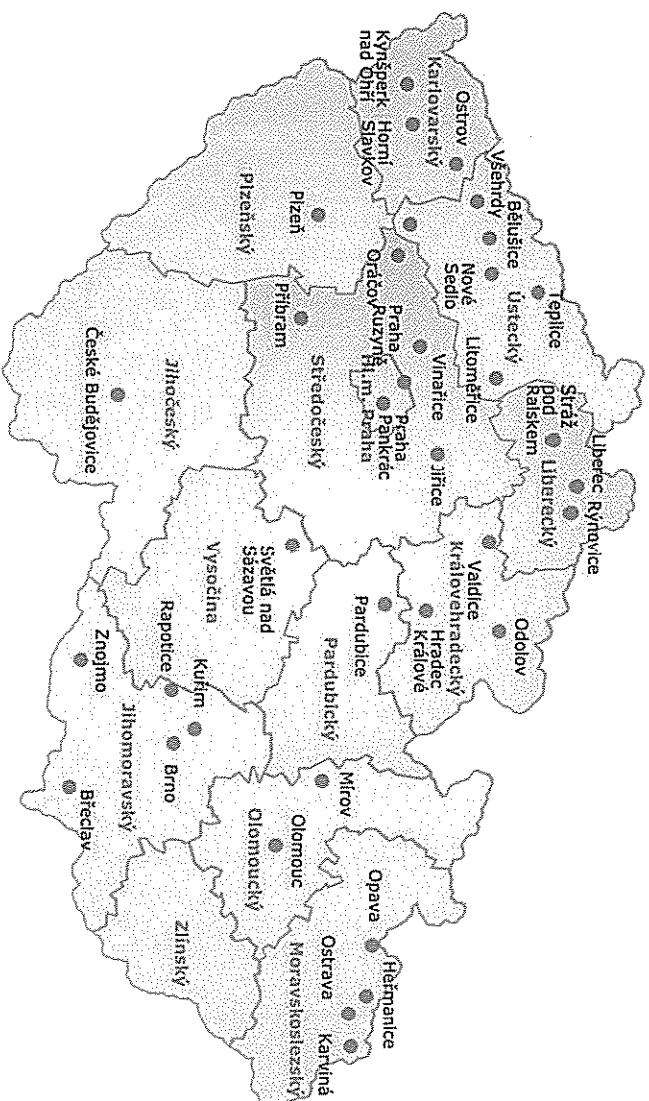 Ostrov
Karlovarský
Kynšperk
nad Ohří
Horní
Slavkov
Všehrdy
Bělušice
Nové
Sedlo
Ústecký
Teplice
Litoměřice
Oráčov
Stráž
pod
Ralskem
Liberec
Rýnovice
Liberecký
Praha
Ruzyně
Vinařice
Hl.m. Praha
Praha
Pankrác
Jiřice
Středočeský
Příbram
Plzeň
Plzeňský
Jihočeský
České Budějovice
Valdice
Královehradecký
Hradec
Králové
Odolov
Pardubice
Pardubický
Světlá nad
Sázavou
Vysočina
Rapotice
Kuřim
Brno
Znojmo
Jihomoravský
Břeclav
Mírov
Olomouc
Olomoucký
Zlínský
Opava
Heřmanice
Ostrava
Karviná
Moravskoslezský